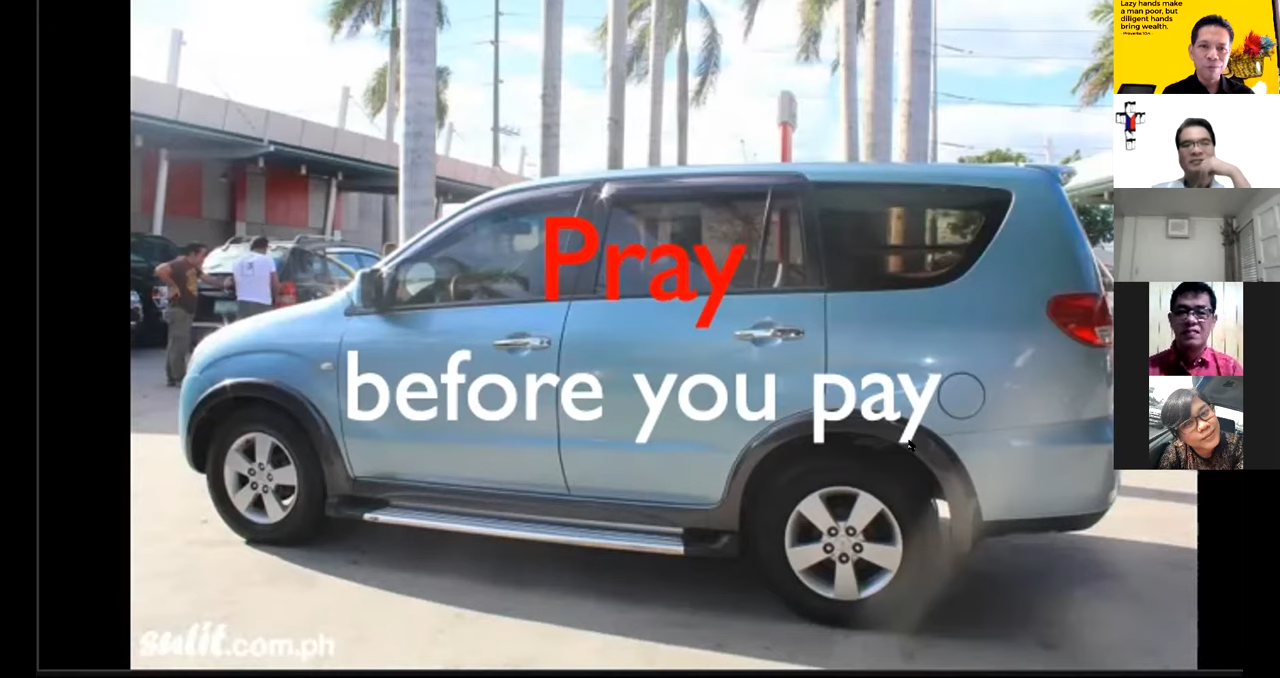 Pray
before you pay
sulit.com.ph
Lazy hands make
a man poor, but
diligent hands
bring wealth.